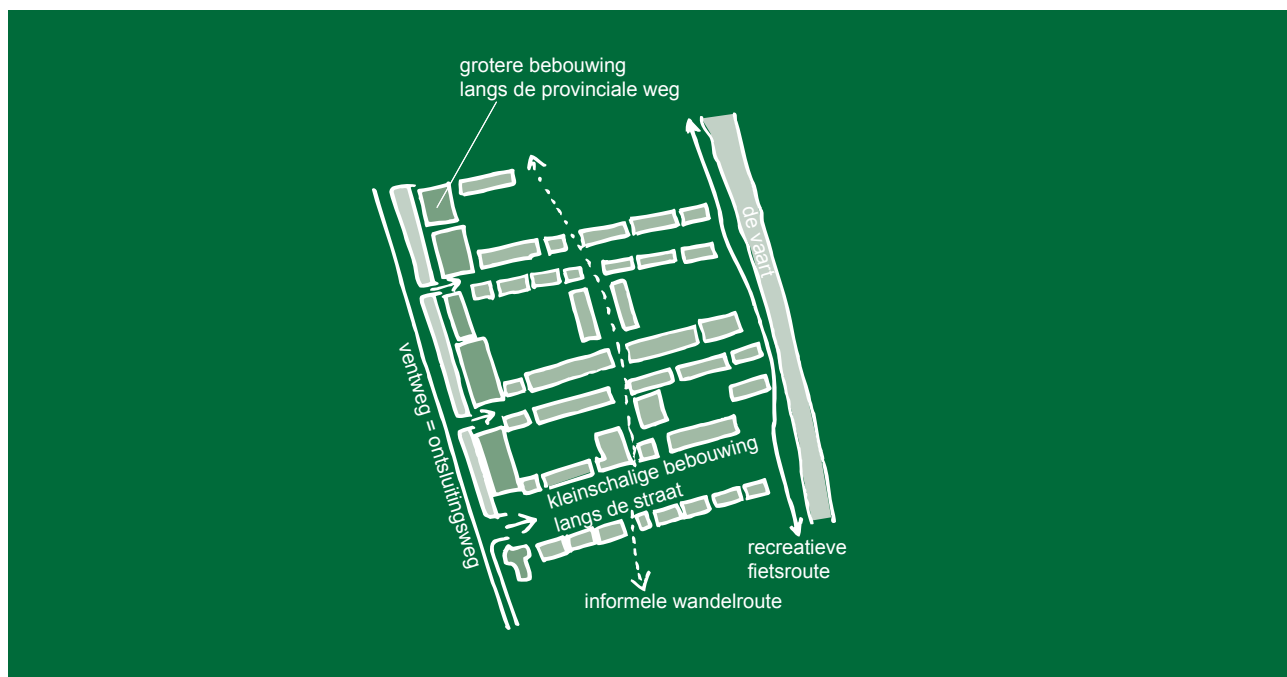 grotere bebouwing
langs de provinciale weg
de vaart
ventweg = ontsluitingsweg
kleinschalige bebouwing
langs de straat
recreatieve
fietsroute
informele wandelroute